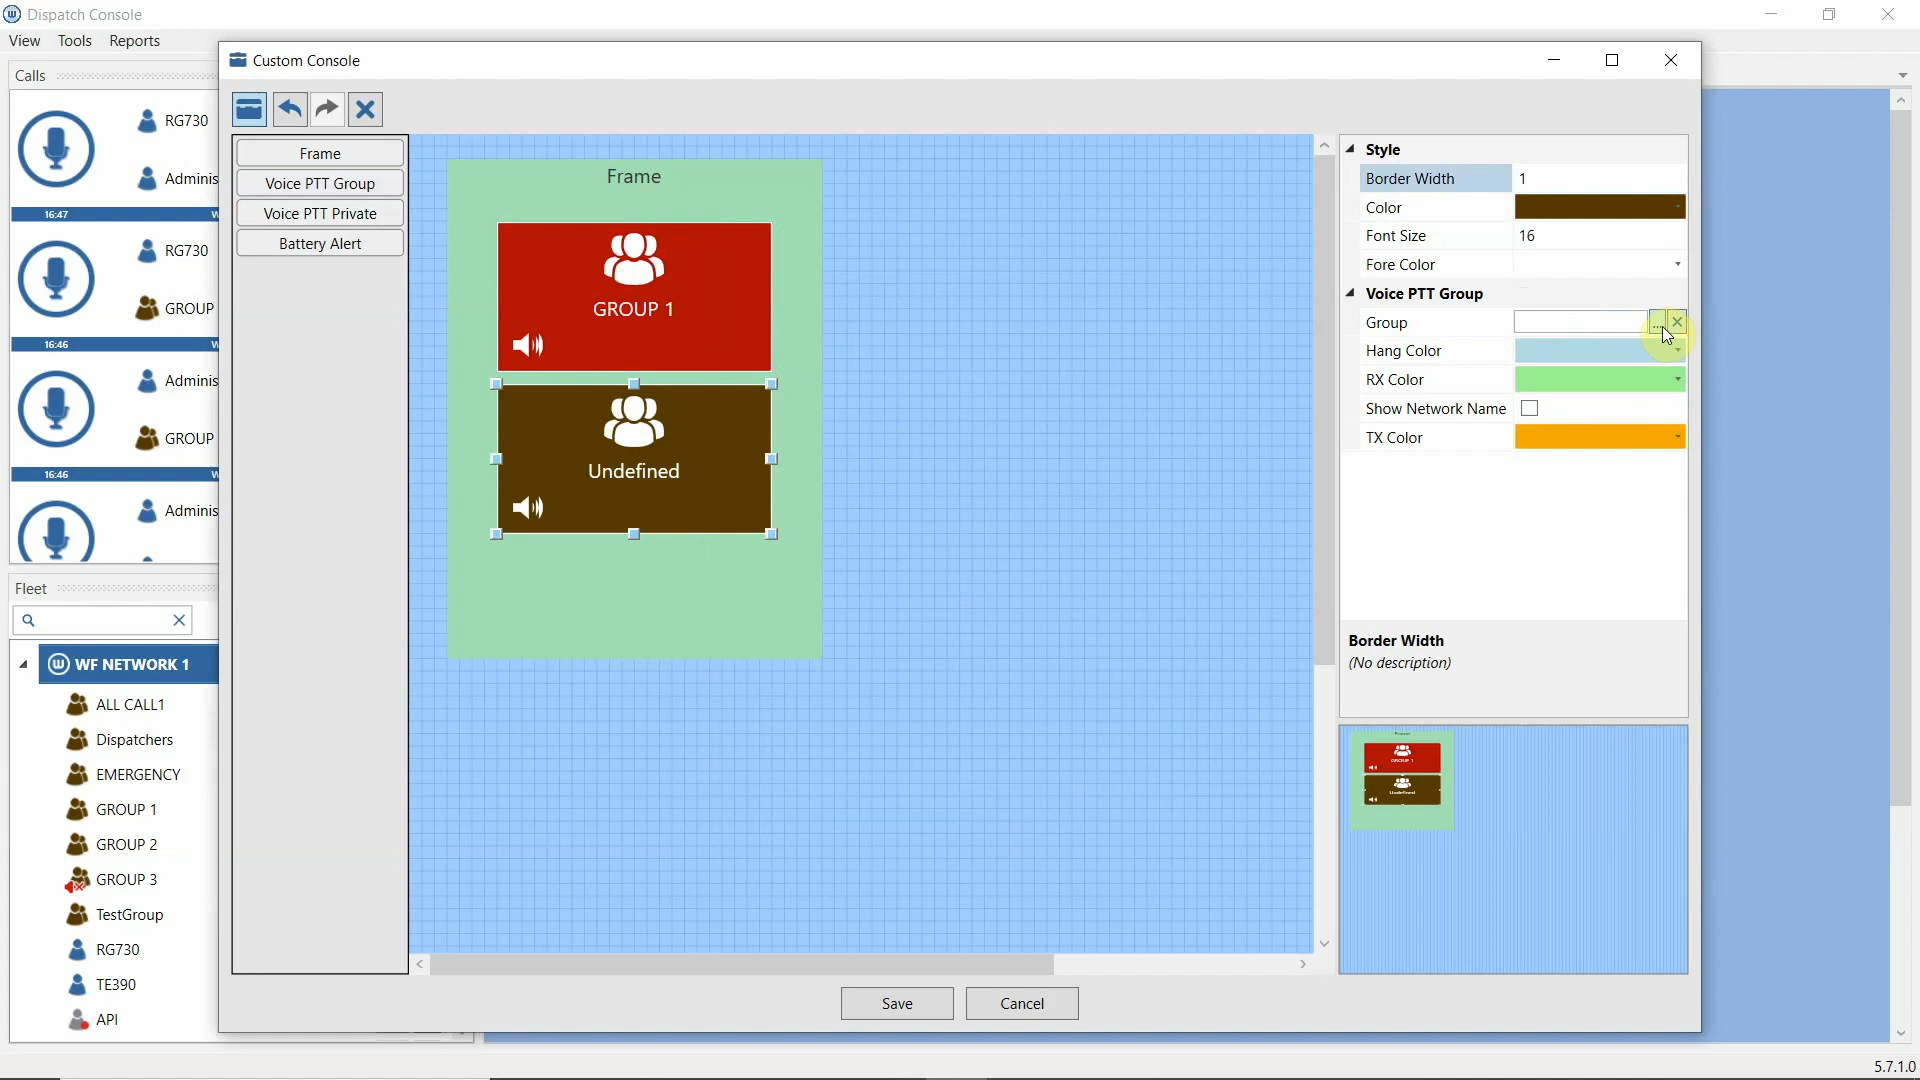 Dispatch Console
View Tools Reports
Calls
RG730
Adminis
16:47 W
RG730
GROUP
16:46 W
Adminis
GROUP
16:46 W
Adminis
Fleet
WF NETWORK 1
ALL CALL1
Dispatchers
EMERGENCY
GROUP 1
GROUP 2
GROUP 3
TestGroup
RG730
TE390
API
Custom Console
Frame
Voice PTT Group
Voice PTT Private
Battery Alert
Frame
GROUP 1
Undefined
Style
Border Width 1
Color
Font Size 16
Fore Color
Voice PTT Group
Group ...
Hang Color
RX Color
Show Network Name
TX Color
Border Width
(No description)
Frame
GROUP 1
Undefined
Save Cancel
5.7.1.0